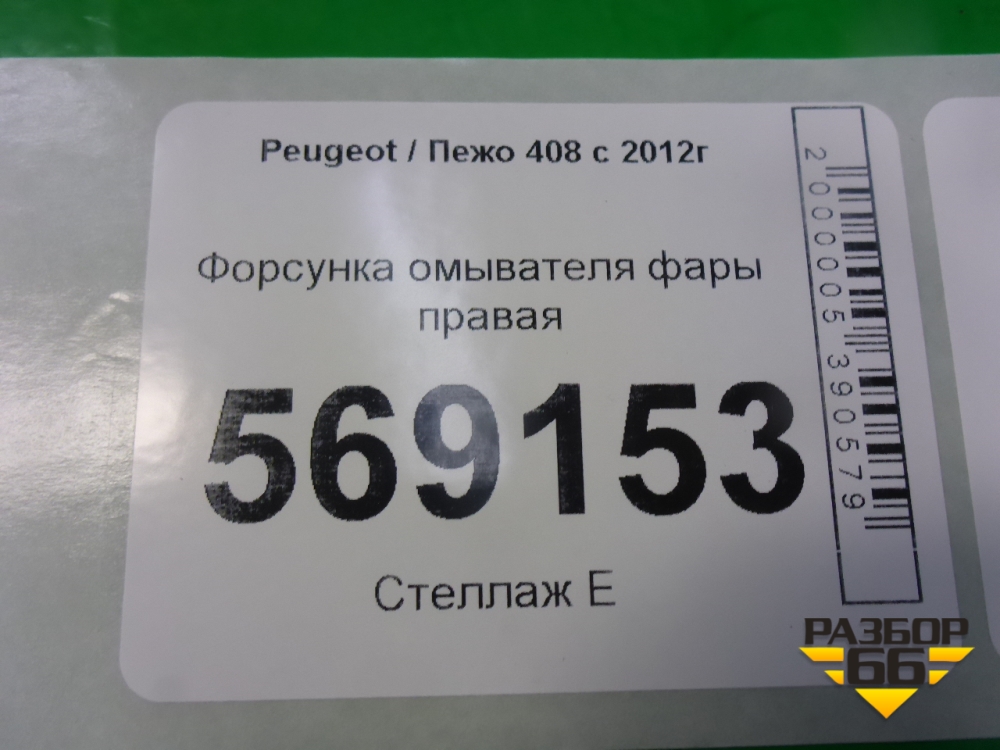 Peugeot / Пежо 408 с 2012г
Форсунка омывателя фары
правая
569153
Стеллаж Е
2000005390579
РАЗБОР
66